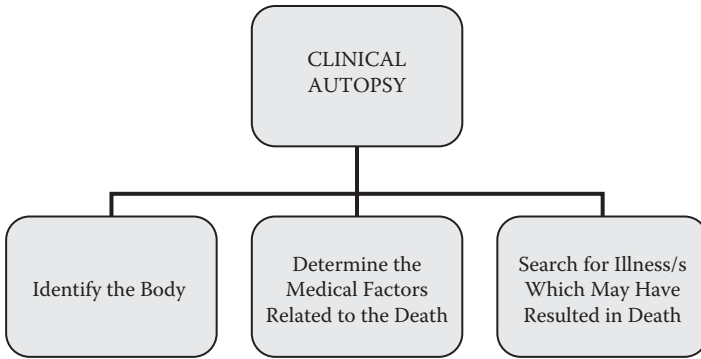 CLINICAL
AUTOPSY
Identify the Body
Determine the
Medical Factors
Related to the Death
Search for Illness/s
Which May Have
Resulted in Death